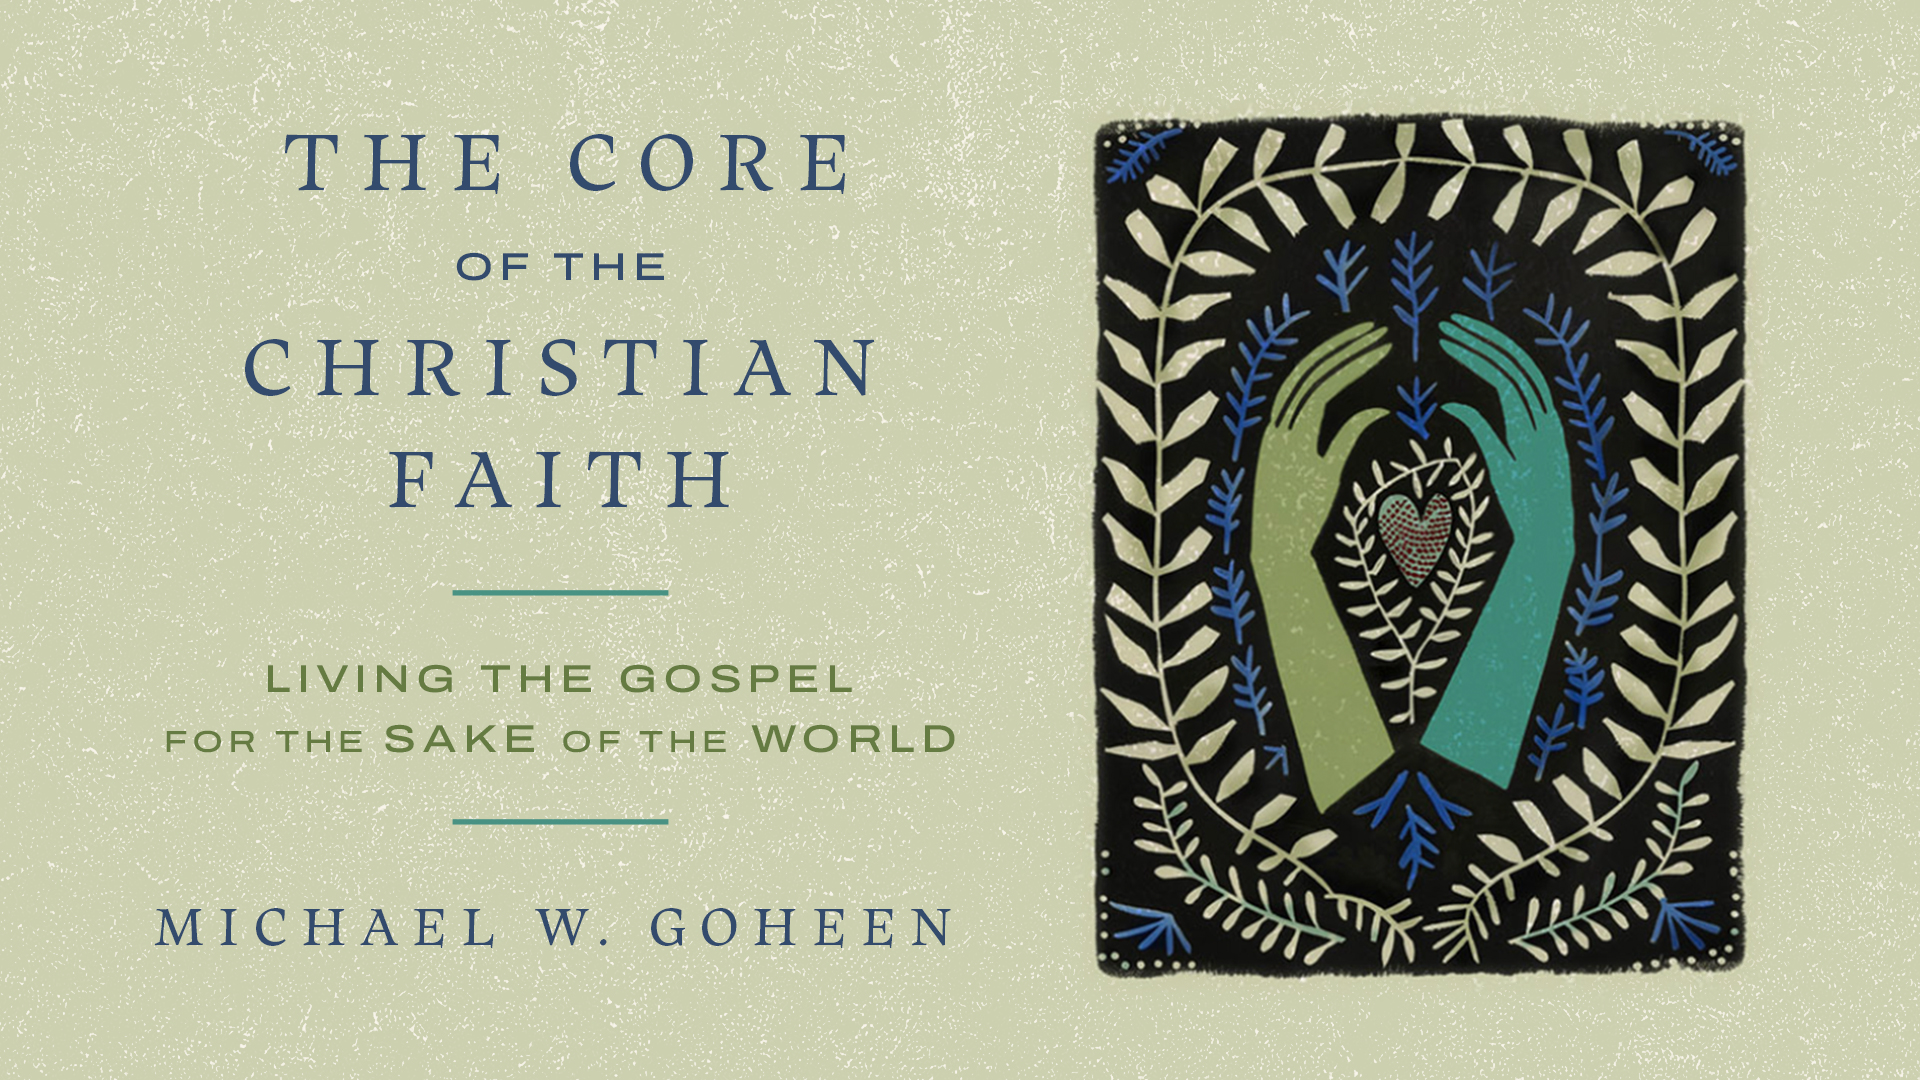 THE CORE
OF THE
CHRISTIAN
FAITH
LIVING THE GOSPEL
FOR THE SAKE OF THE WORLD
MICHAEL W. GOHEEN